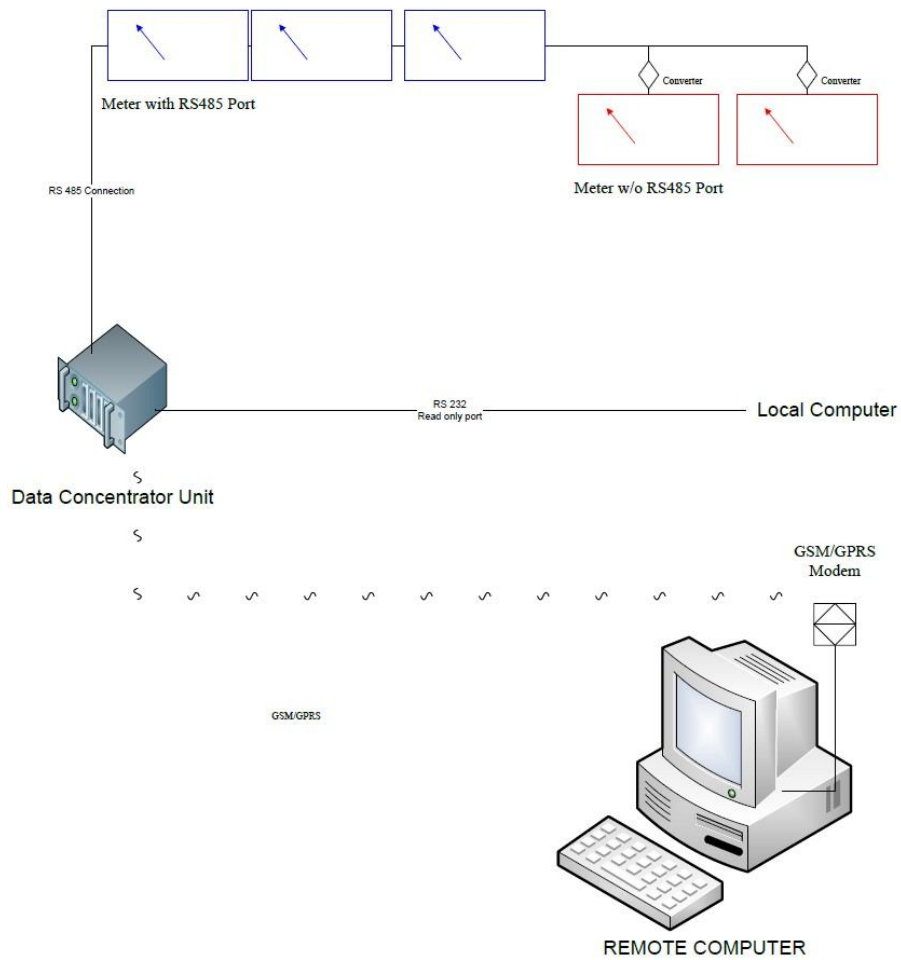 Converter
Converter
Meter with RS485 Port
Meter w/o RS485 Port
RS 485 Connection
RS 232
Read only port
Local Computer
Data Concentrator Unit
GSM/GPRS
Modem
GSM/GPRS
REMOTE COMPUTER